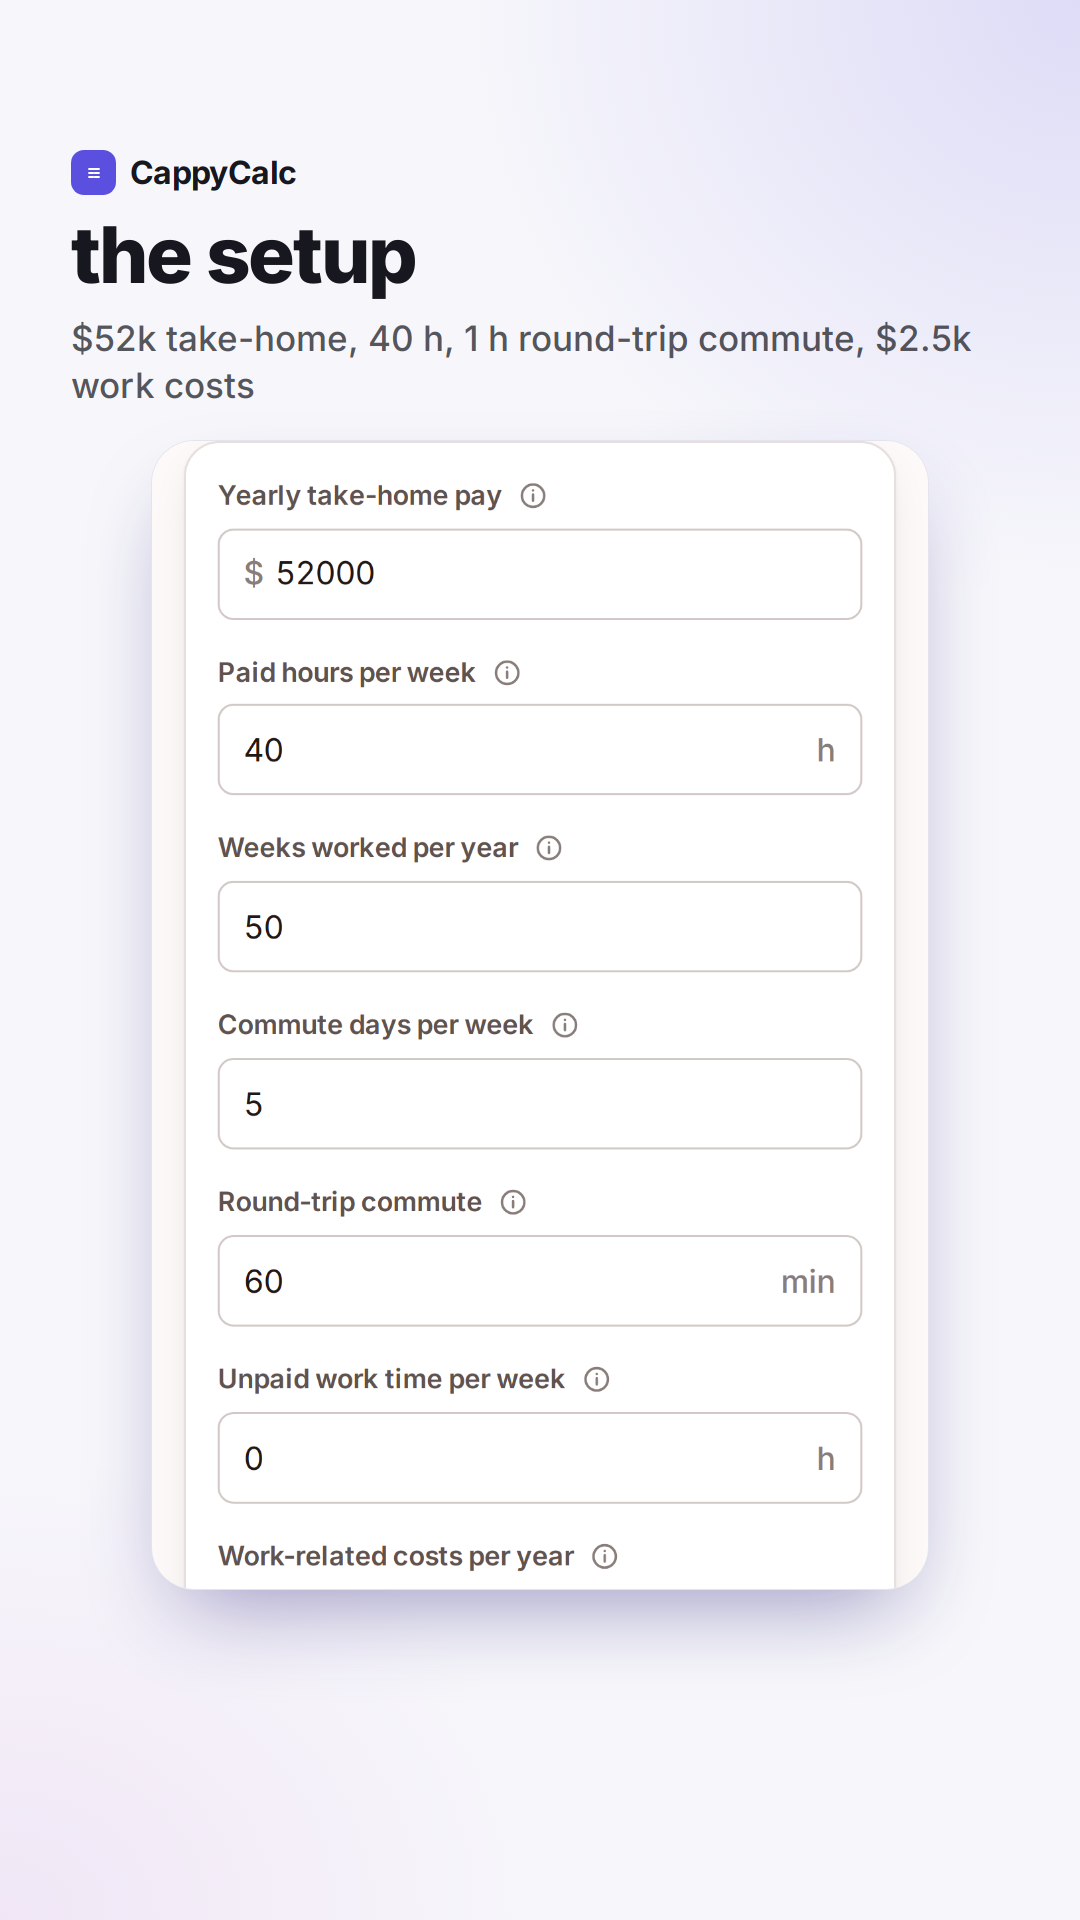 CappyCalc
the setup
$52k take-home, 40 h, 1 h round-trip commute, $2.5k
work costs
Yearly take-home pay
$ 52000
Paid hours per week
40 h
Weeks worked per year
50
Commute days per week
5
Round-trip commute
60 min
Unpaid work time per week
0 h
Work-related costs per year